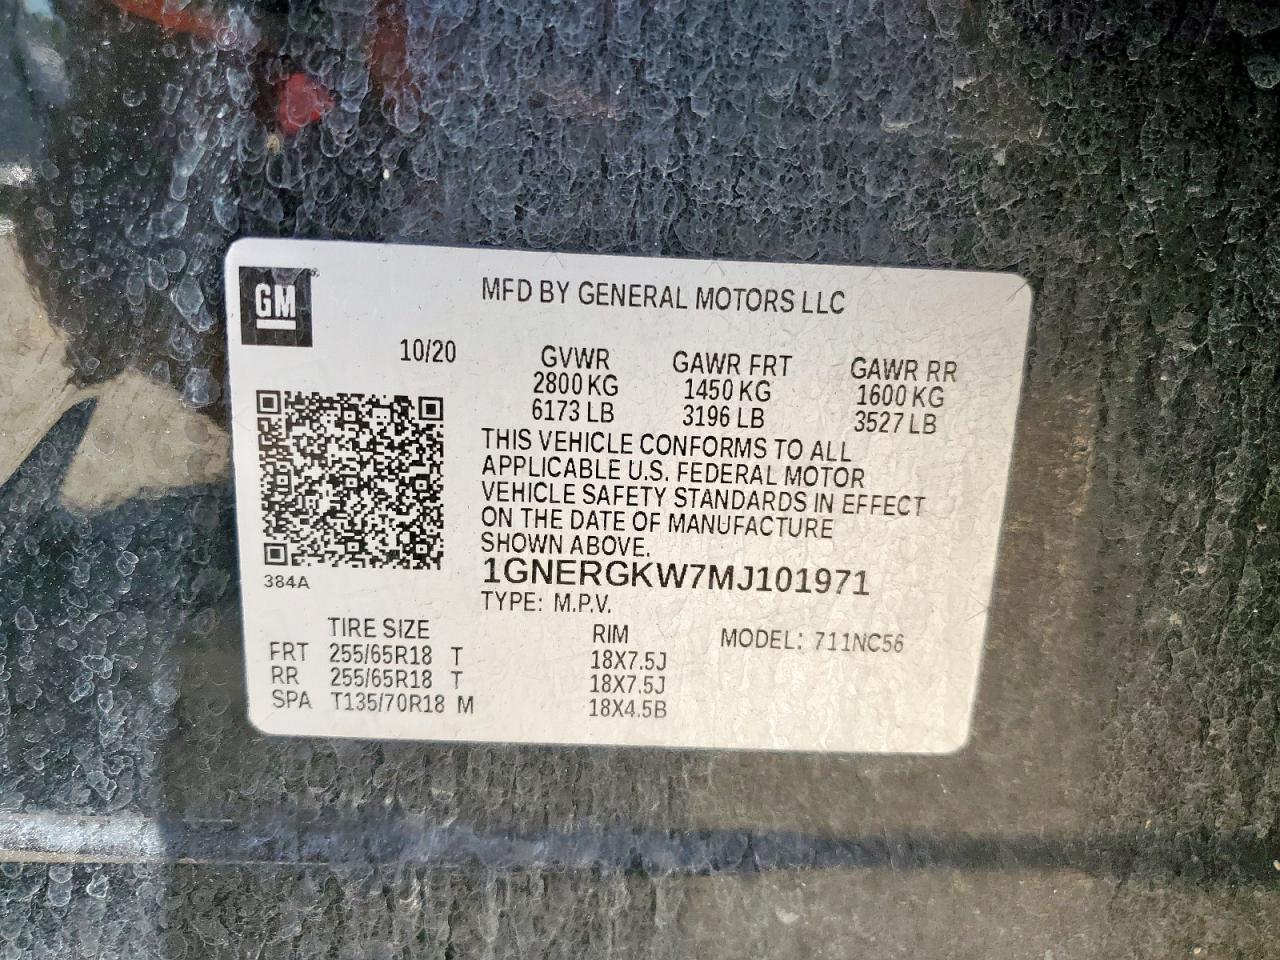 GM
MFD BY GENERAL MOTORS LLC
10/20 GVWR GAWR FRT GAWR RR
2800 KG 1450 KG 1600 KG
6173 LB 3196 LB 3527 LB
THIS VEHICLE CONFORMS TO ALL
APPLICABLE U.S. FEDERAL MOTOR
VEHICLE SAFETY STANDARDS IN EFFECT
ON THE DATE OF MANUFACTURE
SHOWN ABOVE.
384A
1GNERGKW7MJ101971
TYPE: M.P.V.
TIRE SIZE RIM MODEL: 711NC56
FRT 255/65R18 T 18X7.5J
RR 255/65R18 T 18X7.5J
SPA T135/70R18 M 18X4.5B